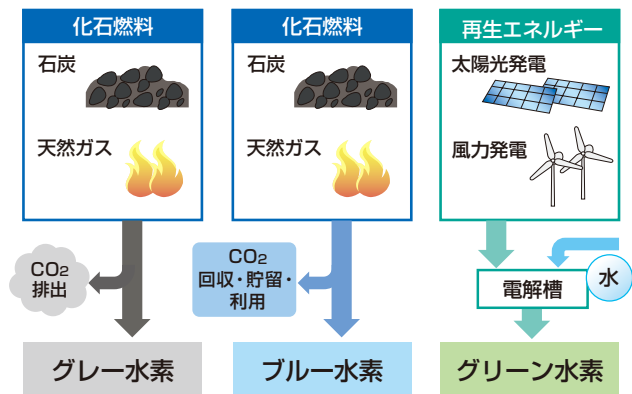 化石燃料
石炭
天然ガス
CO2
排出
グレー水素
化石燃料
石炭
天然ガス
CO2
回収・貯留・
利用
ブルー水素
再生エネルギー
太陽光発電
風力発電
水
電解槽
グリーン水素